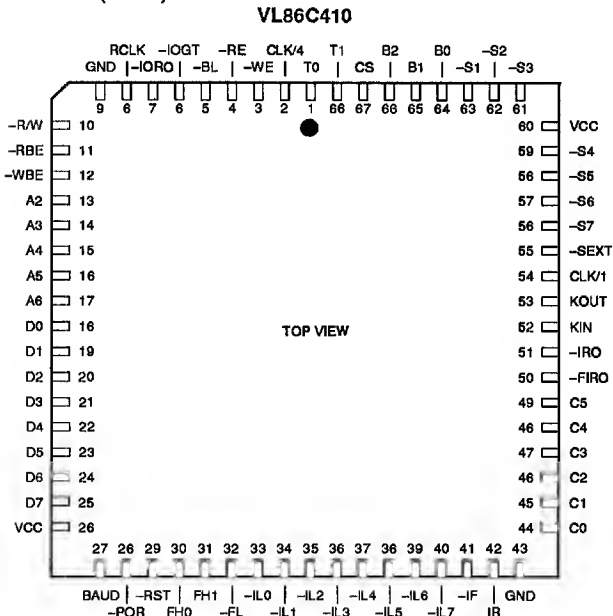 VL86C410
RCLK –IOGT –RE CLK/4 T1 B2 B0 –S2
GND | –IORO | –BL | –WE | T0 | CS | B1 | –S1 | –S3
9 6 7 6 5 4 3 2 1 66 67 66 65 64 63 62 61
–R/W 10 60 VCC
–RBE 11 59 –S4
–WBE 12 56 –S5
A2 13 57 –S6
A3 14 56 –S7
A4 15 55 –SEXT
A5 16 54 CLK/1
A6 17 53 KOUT
D0 16 TOP VIEW 52 KIN
D1 19 51 –IRO
D2 20 50 –FIRO
D3 21 49 C5
D4 22 46 C4
D5 23 47 C3
D6 24 46 C2
D7 25 45 C1
VCC 26 44 C0
27 26 29 30 31 32 33 34 35 36 37 36 39 40 41 42 43
BAUD | –RST | FH1 | –IL0 | –IL2 | –IL4 | –IL6 | –IF | GND
–POR FH0 –FL –IL1 –IL3 –IL5 –IL7 IR